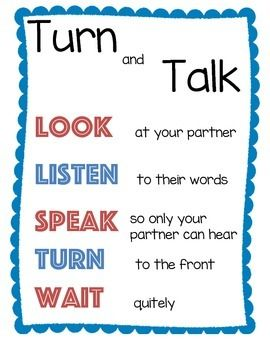 Turn
and
Talk
LOOK at your partner
LISTEN to their words
SPEAK so only your
partner can hear
TURN to the front
WAIT quitely